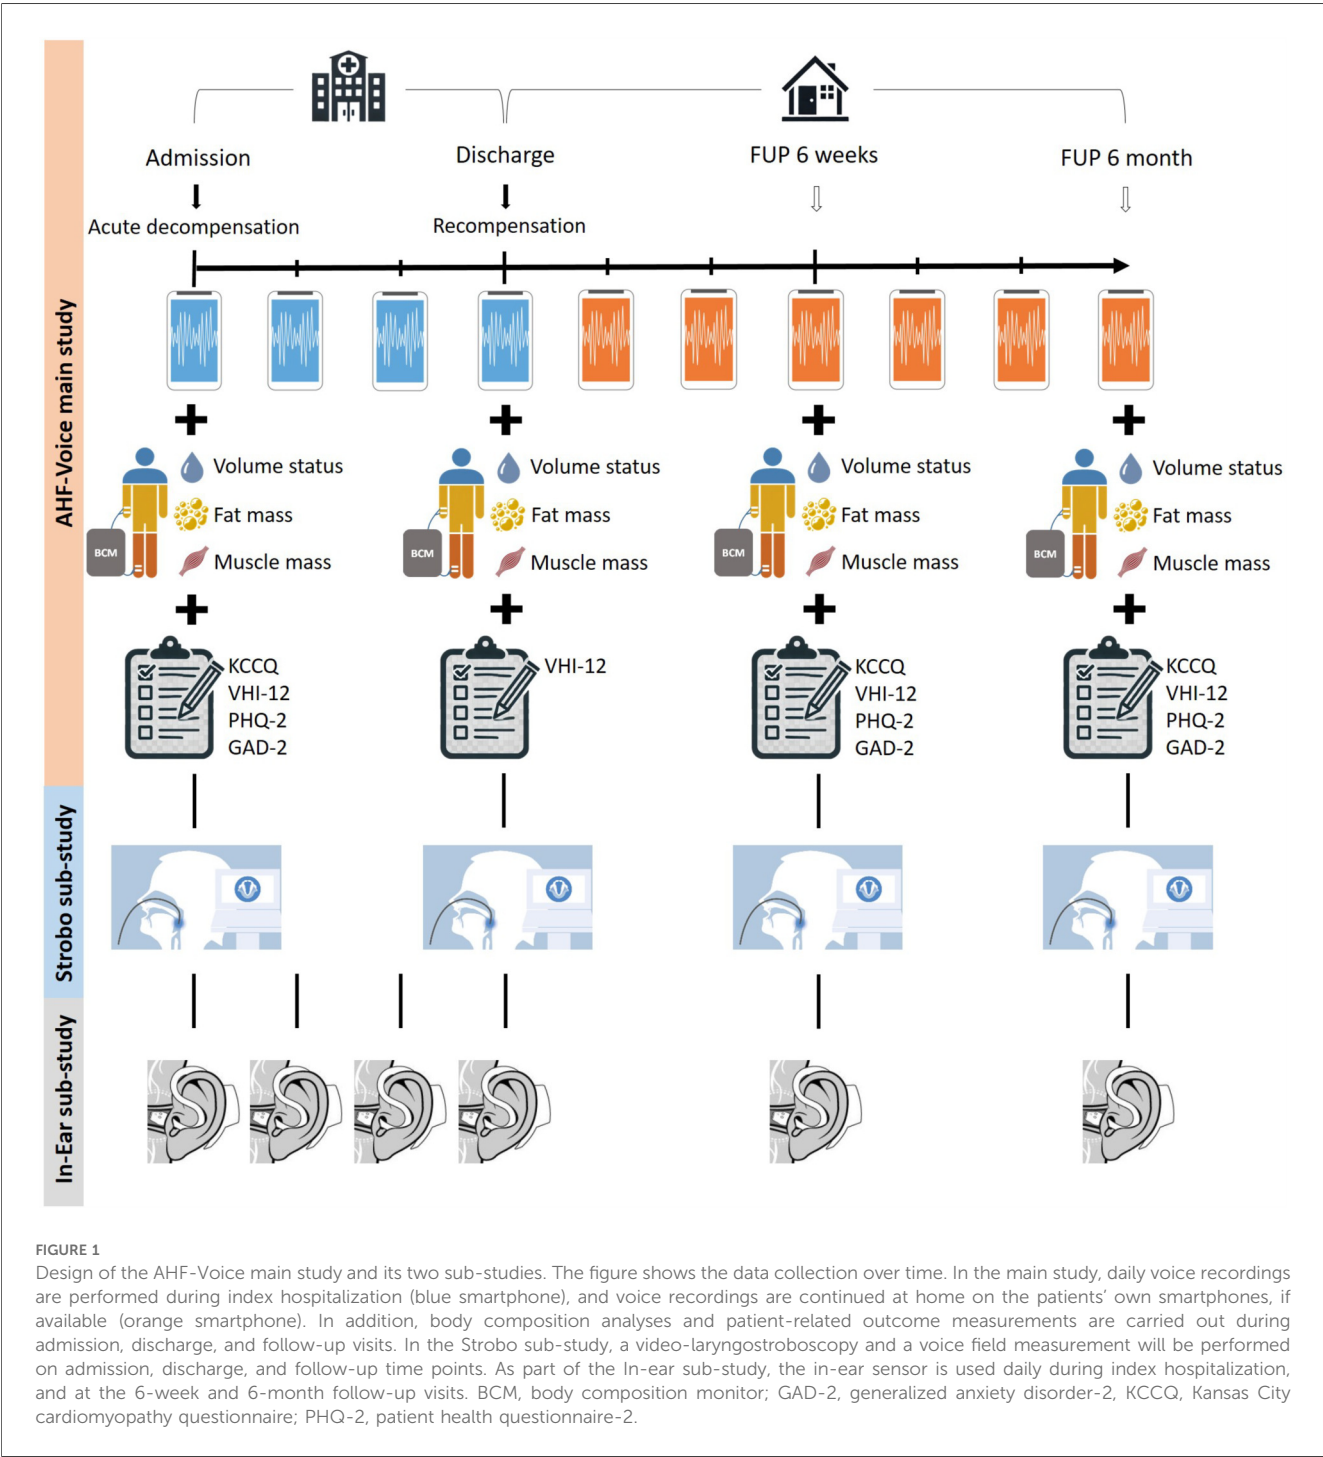 Admission
Discharge
FUP 6 weeks
FUP 6 month
Acute decompensation
Recompensation
AHF-Voice main study
Volume status
Fat mass
Muscle mass
BCM
Volume status
Fat mass
Muscle mass
BCM
Volume status
Fat mass
Muscle mass
BCM
Volume status
Fat mass
Muscle mass
BCM
KCCQ
VHI-12
PHQ-2
GAD-2
VHI-12
KCCQ
VHI-12
PHQ-2
GAD-2
KCCQ
VHI-12
PHQ-2
GAD-2
Strobo sub-study
In-Ear sub-study
FIGURE 1
Design of the AHF-Voice main study and its two sub-studies. The figure shows the data collection over time. In the main study, daily voice recordings
are performed during index hospitalization (blue smartphone), and voice recordings are continued at home on the patients' own smartphones, if
available (orange smartphone). In addition, body composition analyses and patient-related outcome measurements are carried out during
admission, discharge, and follow-up visits. In the Strobo sub-study, a video-laryngostroboscopy and a voice field measurement will be performed
on admission, discharge, and follow-up time points. As part of the In-ear sub-study, the in-ear sensor is used daily during index hospitalization,
and at the 6-week and 6-month follow-up visits. BCM, body composition monitor; GAD-2, generalized anxiety disorder-2, KCCQ, Kansas City
cardiomyopathy questionnaire; PHQ-2, patient health questionnaire-2.